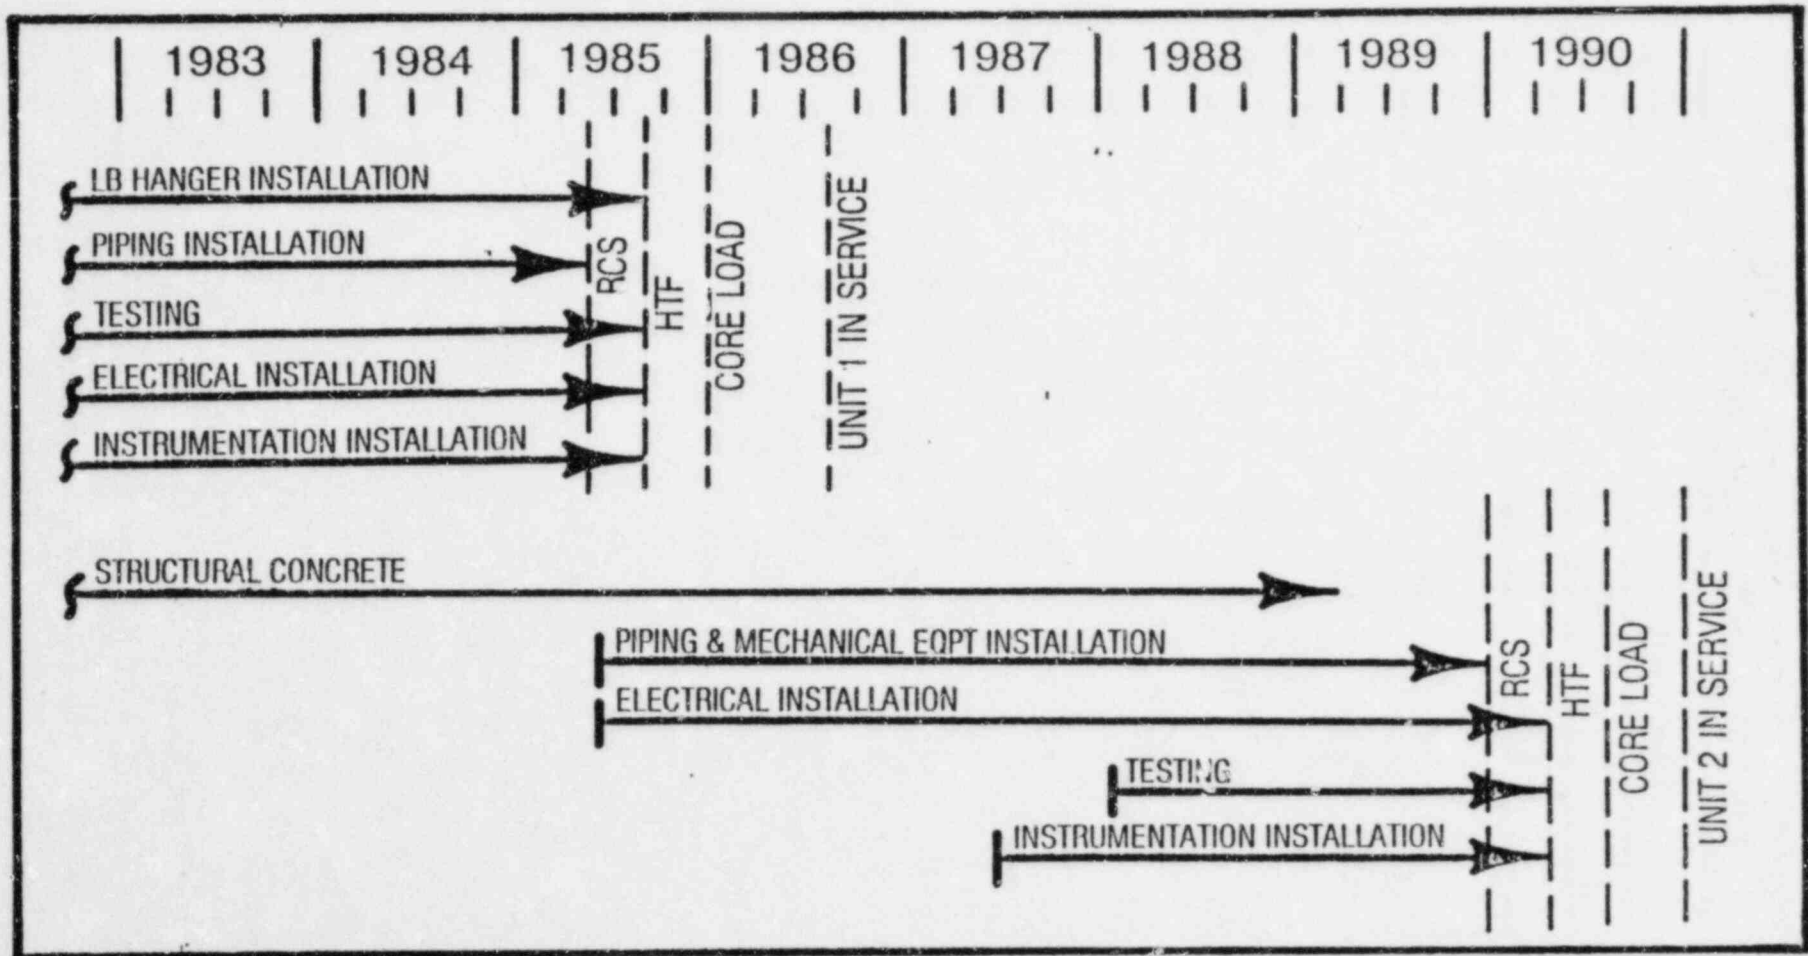 1983 1984 1985 1986 1987 1988 1989 1990
LB HANGER INSTALLATION
PIPING INSTALLATION
TESTING
ELECTRICAL INSTALLATION
INSTRUMENTATION INSTALLATION
RCS
HTF
CORE LOAD
UNIT 1 IN SERVICE
STRUCTURAL CONCRETE
PIPING & MECHANICAL EQPT INSTALLATION
ELECTRICAL INSTALLATION
TESTING
INSTRUMENTATION INSTALLATION
RCS
HTF
CORE LOAD
UNIT 2 IN SERVICE